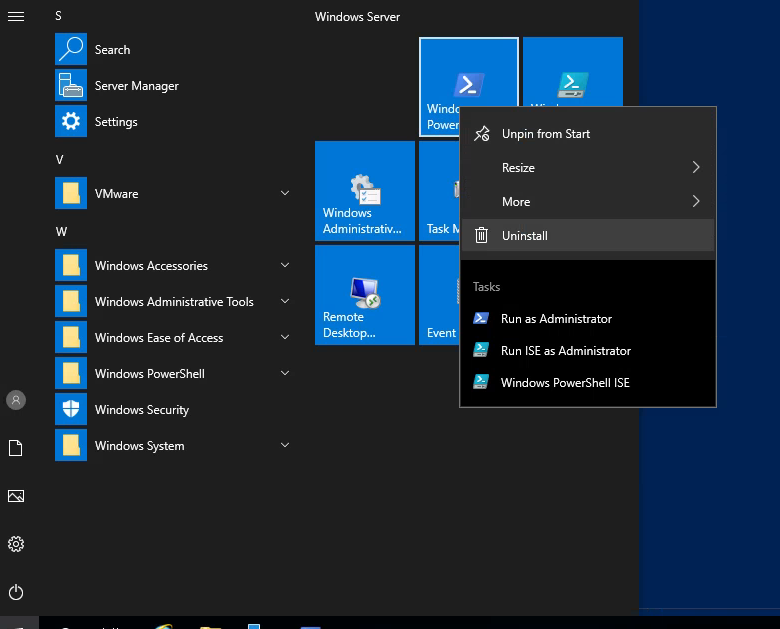 S
Search
Server Manager
Settings
V
VMware
W
Windows Accessories
Windows Administrative Tools
Windows Ease of Access
Windows PowerShell
Windows Security
Windows System
Windows Server
Windows
Administrativ...
Task
Remote
Desktop...
Event
Unpin from Start
Resize
More
Uninstall
Tasks
Run as Administrator
Run ISE as Administrator
Windows PowerShell ISE